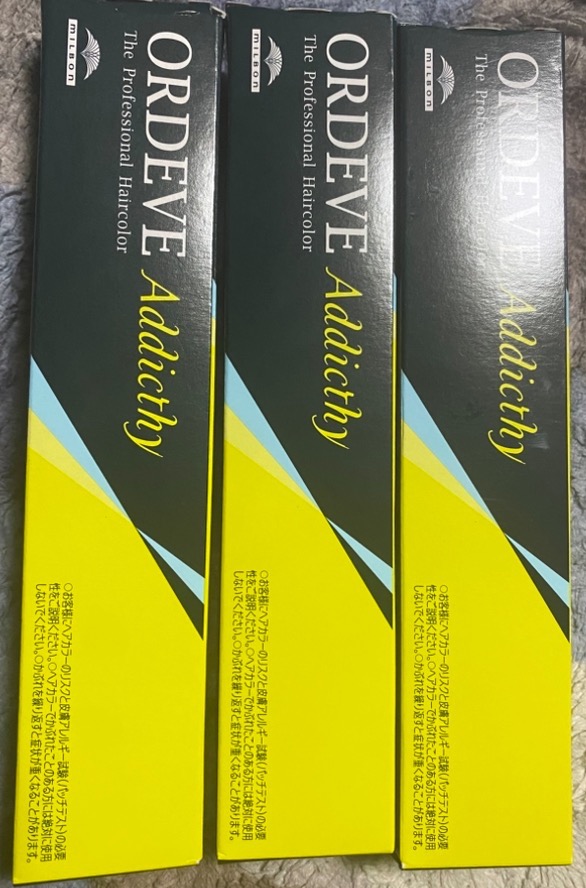 MILBON
ORDEVE Addicthy
The Professional Haircolor
○お客様にヘアカラーのリスクと皮膚アレルギー試験(パッチテスト)の必要
性をご説明ください。○ヘアカラーでかぶれたことのある方には絶対に使用
しないでください。○かぶれを繰り返すと症状が重くなることがあります。
MILBON
ORDEVE Addicthy
The Professional Haircolor
○お客様にヘアカラーのリスクと皮膚アレルギー試験(パッチテスト)の必要
性をご説明ください。○ヘアカラーでかぶれたことのある方には絶対に使用
しないでください。○かぶれを繰り返すと症状が重くなることがあります。
MILBON
ORDEVE Addicthy
The
○お客様にヘアカラーのリスクと皮膚アレルギー試験(パッチテスト)の必要
性をご説明ください。○ヘアカラーでかぶれたことのある方には絶対に使用
しないでください。○かぶれを繰り返すと症状が重くなることがあります。